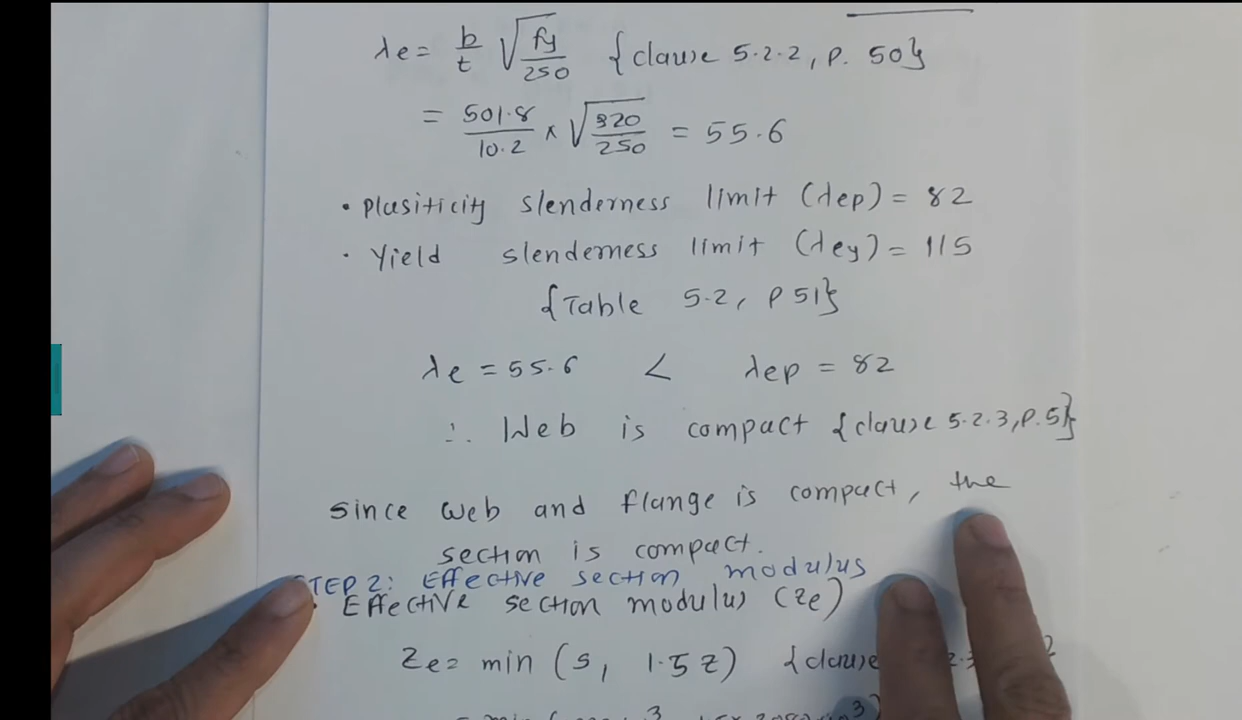 λe = b/t √(fy/250) {clause 5.2.2, p. 50}
= 501.8/10.2 × √(320/250) = 55.6
• Plasiticity slenderness limit (λep) = 82
• Yield slenderness limit (λey) = 115
{Table 5.2, P 51}
λe = 55.6 < λep = 82
∴ Web is compact {clause 5.2.3, P. 51}
since web and flange is compact, the
section is compact.
STEP 2: Effective section modulus
• Effective section modulus (Ze)
Ze = min (S, 1.5 Z) {clause